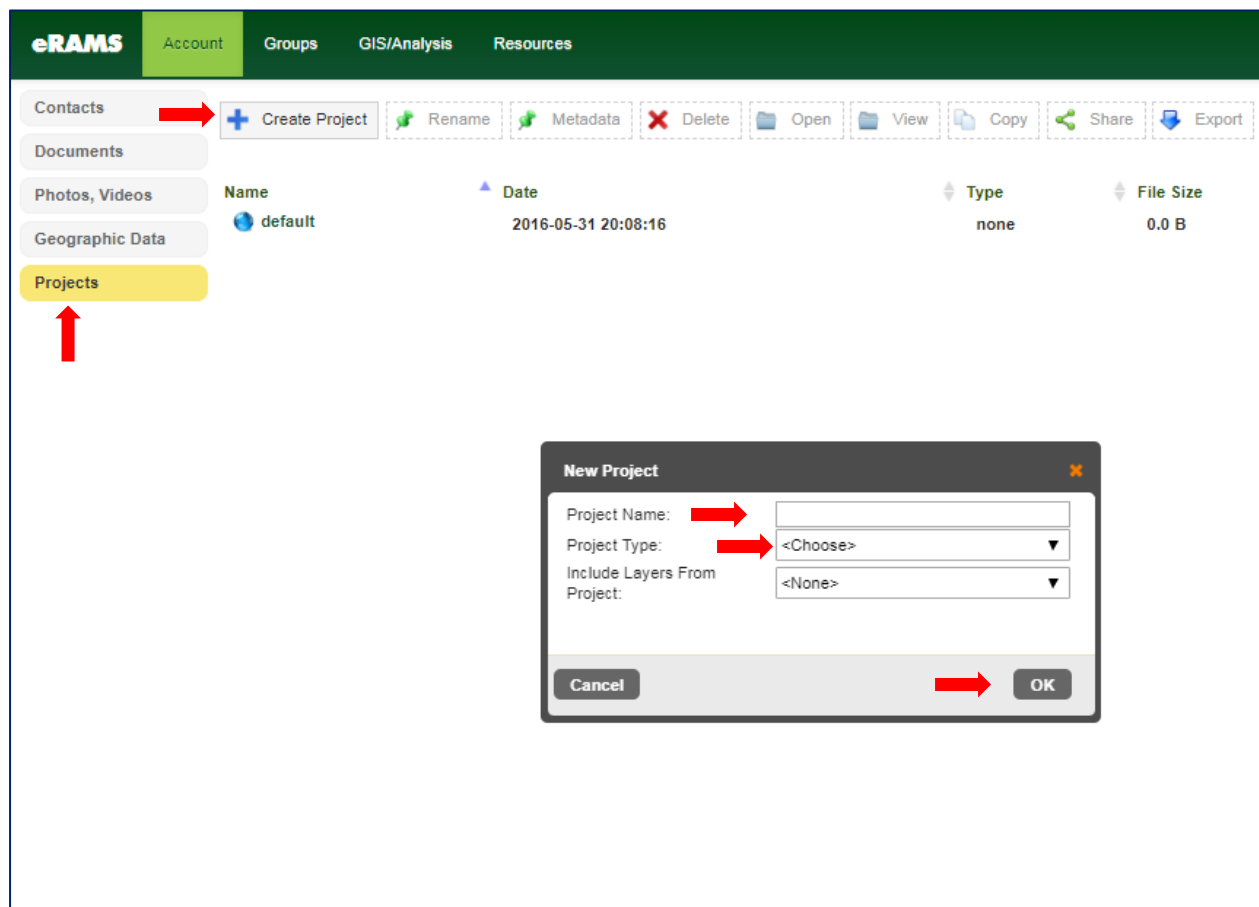 eRAMS Account Groups GIS/Analysis Resources
Contacts
Documents
Photos, Videos
Geographic Data
Projects
Create Project Rename Metadata Delete Open View Copy Share Export
Name Date Type File Size
default 2016-05-31 20:08:16 none 0.0 B
New Project
Project Name:
Project Type: <Choose>
Include Layers From
Project: <None>
Cancel OK